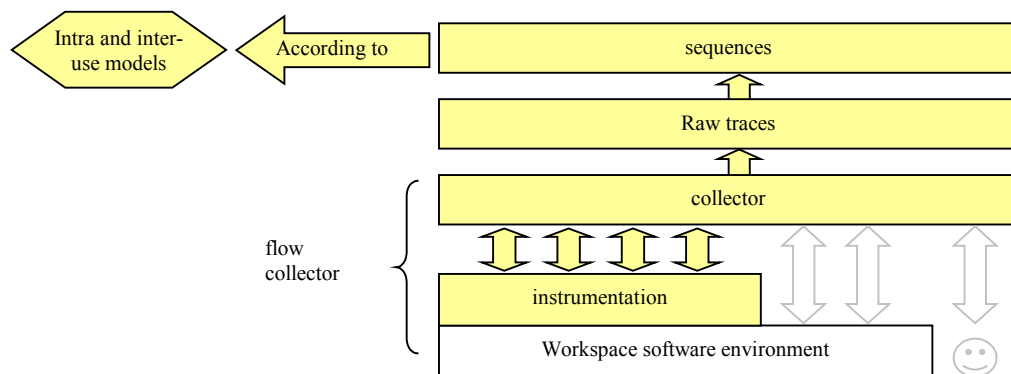 Intra and inter-
use models
According to
sequences
Raw traces
collector
flow
collector
instrumentation
Workspace software environment